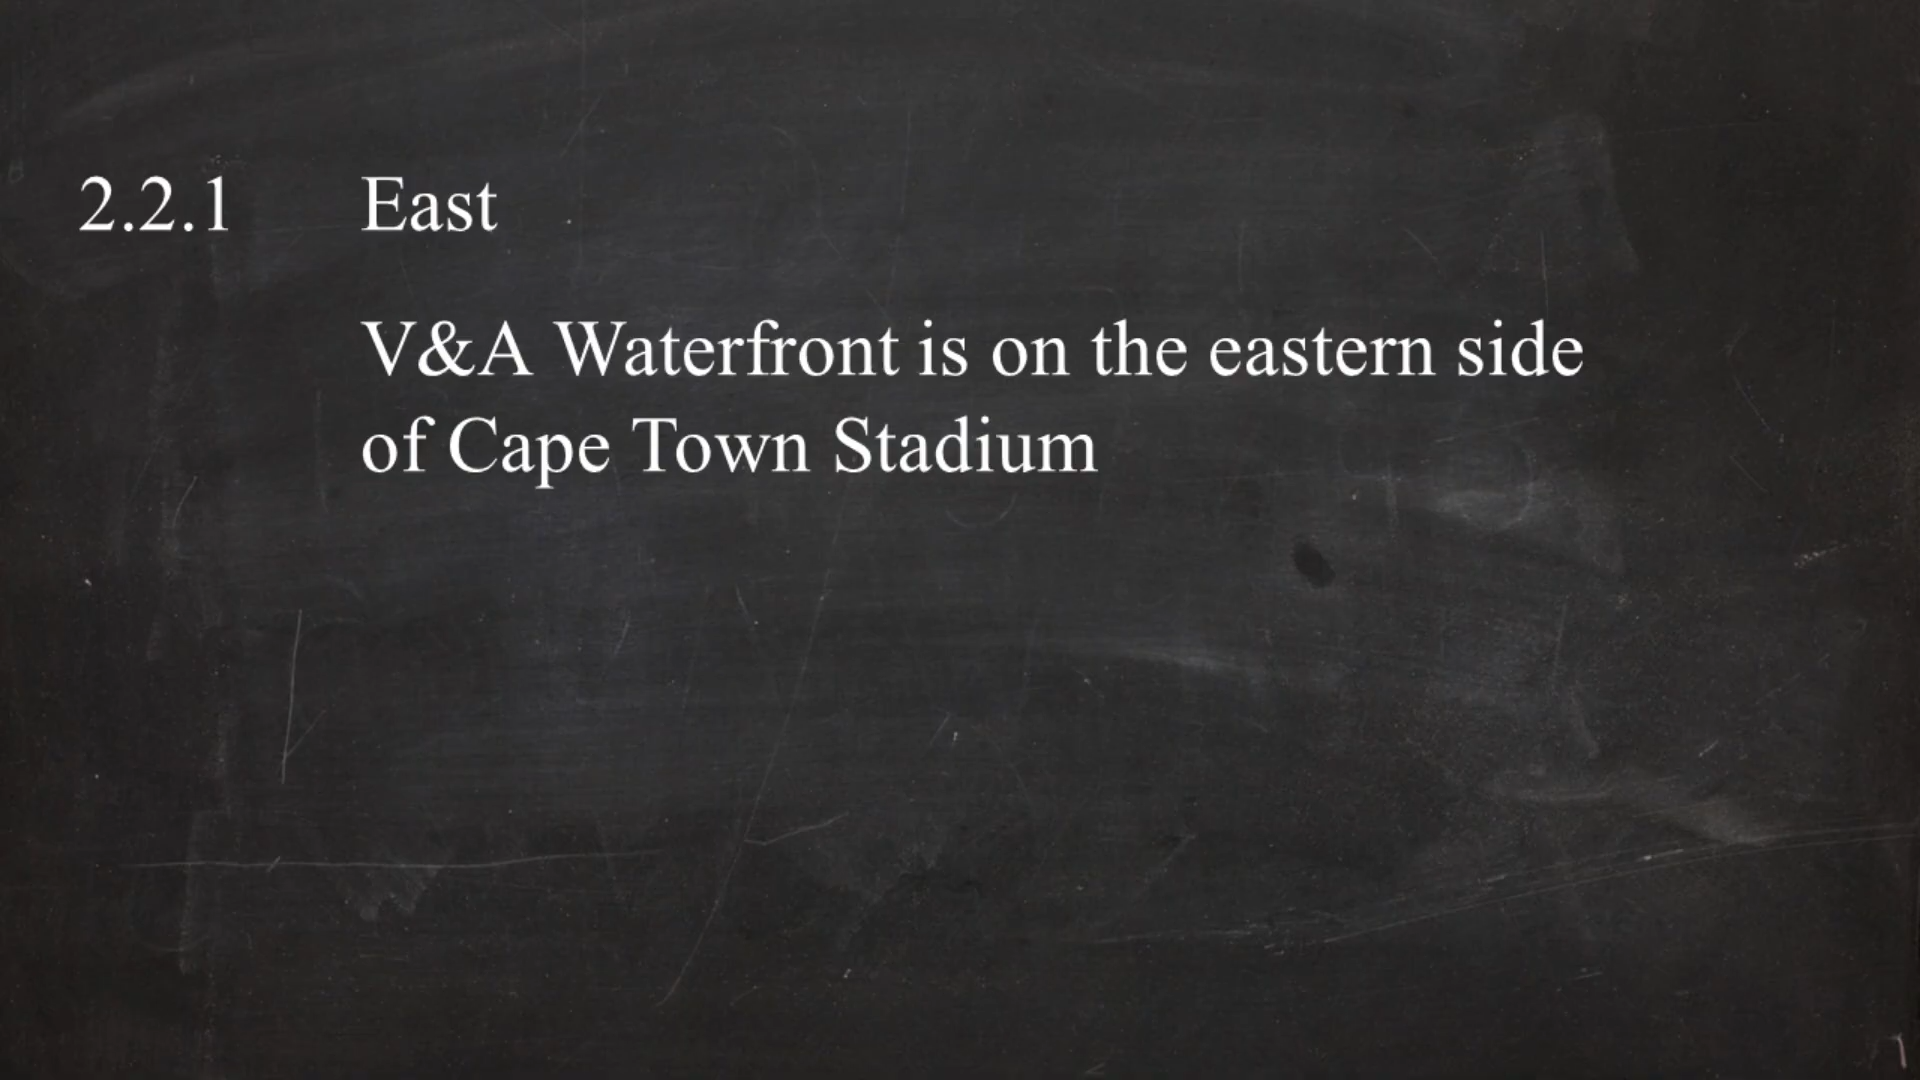 2.2.1 East
V&A Waterfront is on the eastern side
of Cape Town Stadium